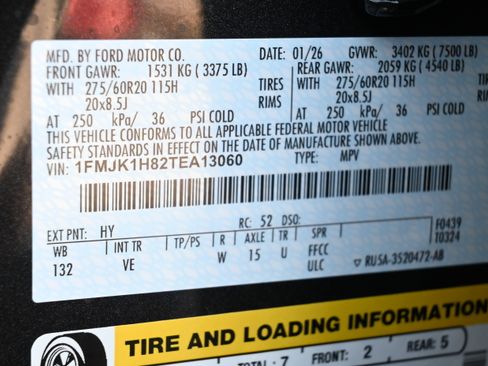 MFD. BY FORD MOTOR CO. DATE: 01/26 GVWR: 3402 KG ( 7500 LB)
FRONT GAWR: 1531 KG ( 3375 LB) REAR GAWR: 2059 KG ( 4540 LB)
WITH 275/60R20 115H TIRES WITH 275/60R20 115H
20x8.5J RIMS 20x8.5J
AT 250 kPa/ 36 PSI COLD AT 250 kPa/ 36 PSI COLD
THIS VEHICLE CONFORMS TO ALL APPLICABLE FEDERAL MOTOR VEHICLE
SAFETY STANDARDS IN EFFECT ON THE DATE OF MANUFACTURE SHOWN ABOVE.
VIN: 1FMJK1H82TEA13060 TYPE: MPV
EXT PNT: HY RC: 52 DSO: F0439
WB INT TR TP/PS R AXLE TR SPR T0324
132 VE W 15 U FFCC
ULC ▽ RU5A-3520472-AB
TIRE AND LOADING INFORMATION
TOTAL: 7 FRONT: 2 REAR: 5